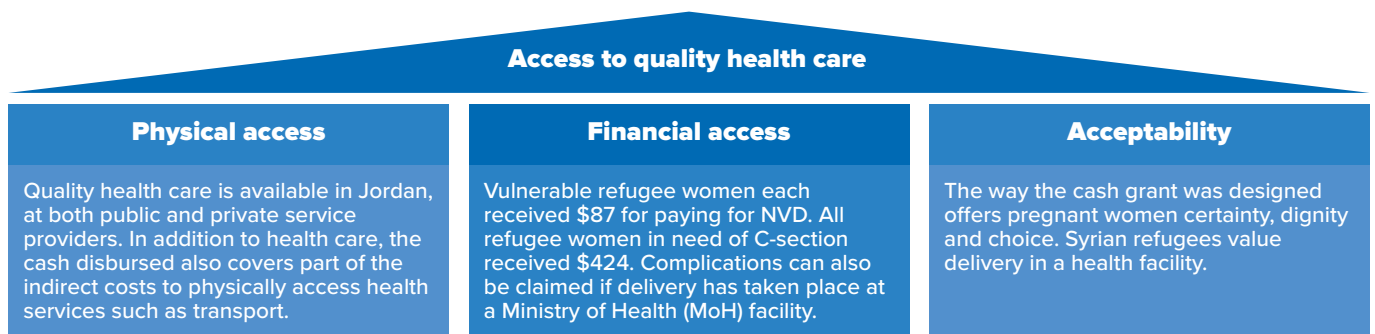 Access to quality health care
Physical access
Quality health care is available in Jordan,
at both public and private service
providers. In addition to health care, the
cash disbursed also covers part of the
indirect costs to physically access health
services such as transport.
Financial access
Vulnerable refugee women each
received $87 for paying for NVD. All
refugee women in need of C-section
received $424. Complications can also
be claimed if delivery has taken place at
a Ministry of Health (MoH) facility.
Acceptability
The way the cash grant was designed
offers pregnant women certainty, dignity
and choice. Syrian refugees value
delivery in a health facility.